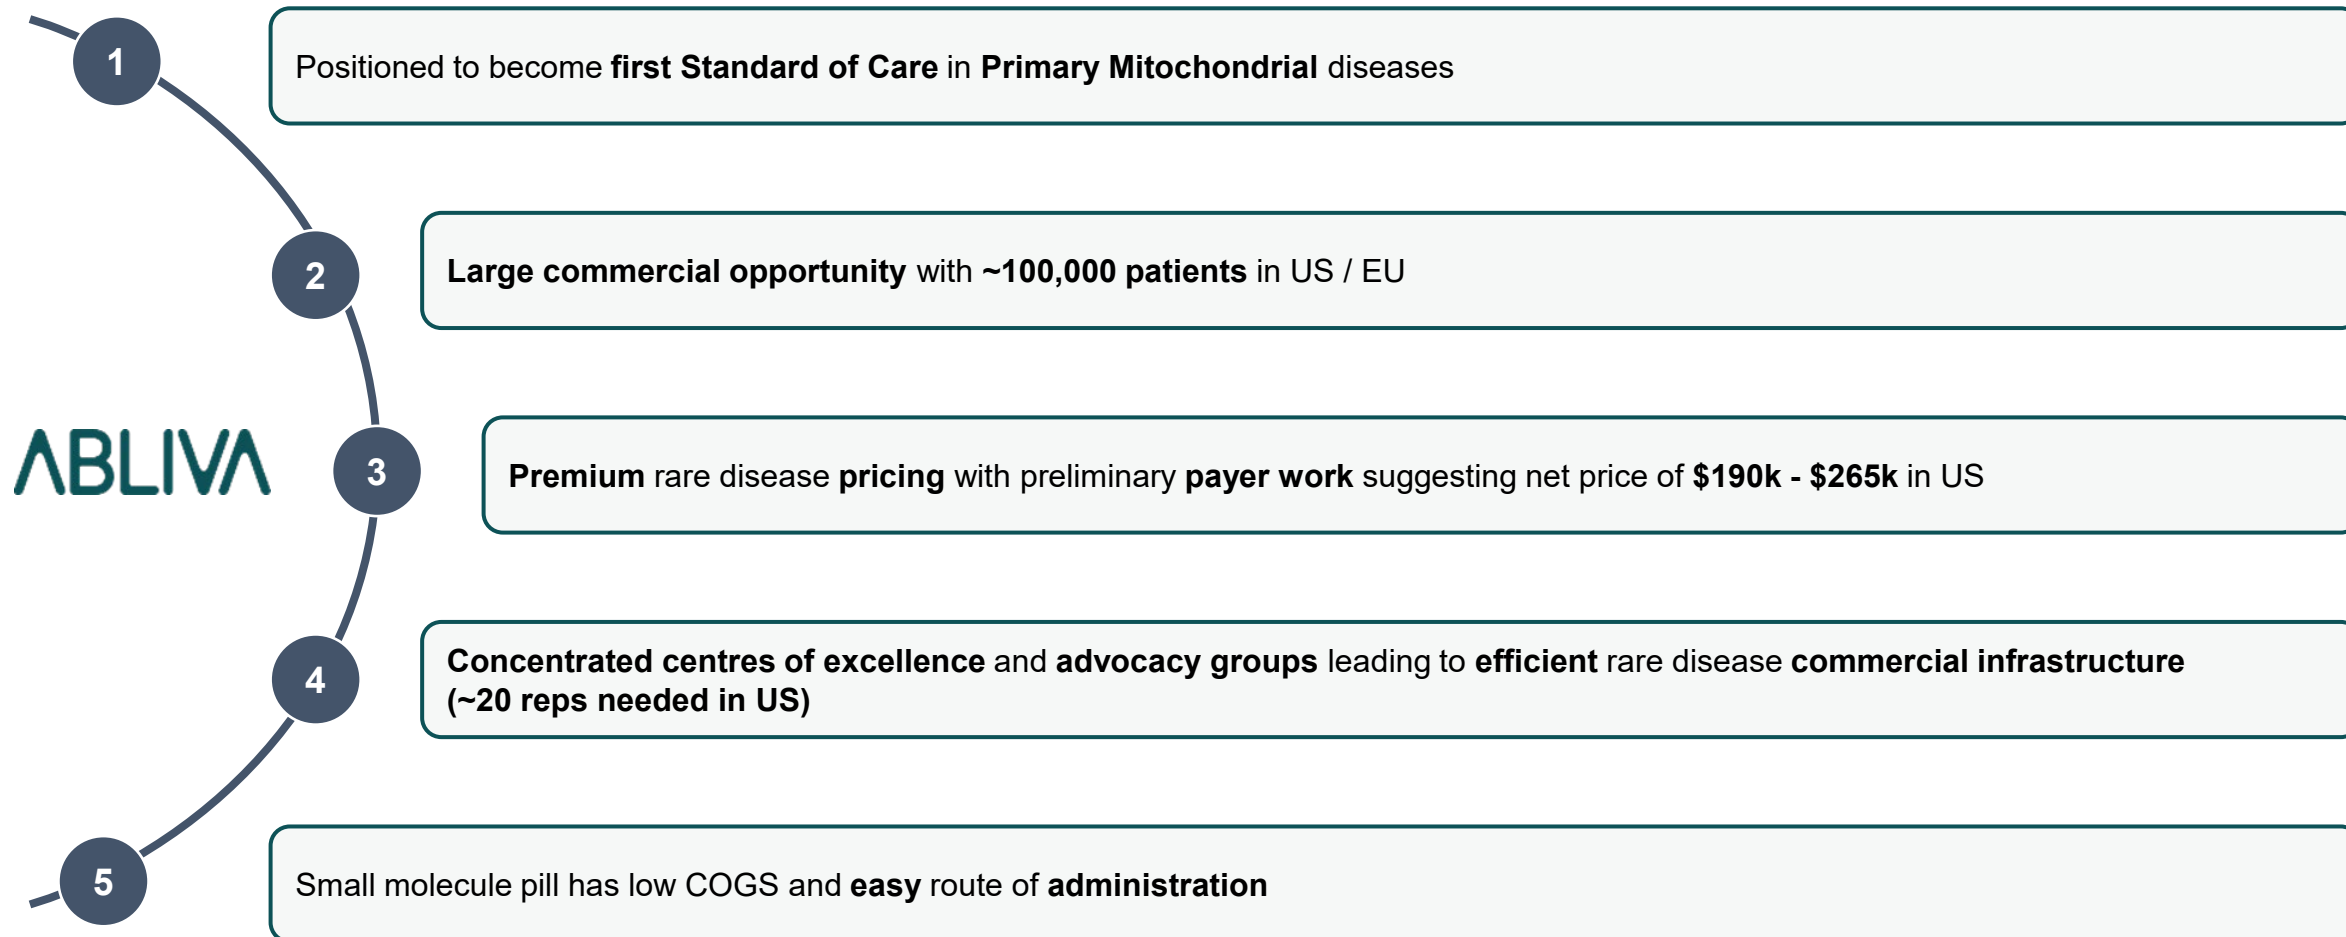 1
Positioned to become first Standard of Care in Primary Mitochondrial diseases
2
Large commercial opportunity with ~100,000 patients in US / EU
ABLIVA
3
Premium rare disease pricing with preliminary payer work suggesting net price of $190k - $265k in US
4
Concentrated centres of excellence and advocacy groups leading to efficient rare disease commercial infrastructure
(~20 reps needed in US)
5
Small molecule pill has low COGS and easy route of administration